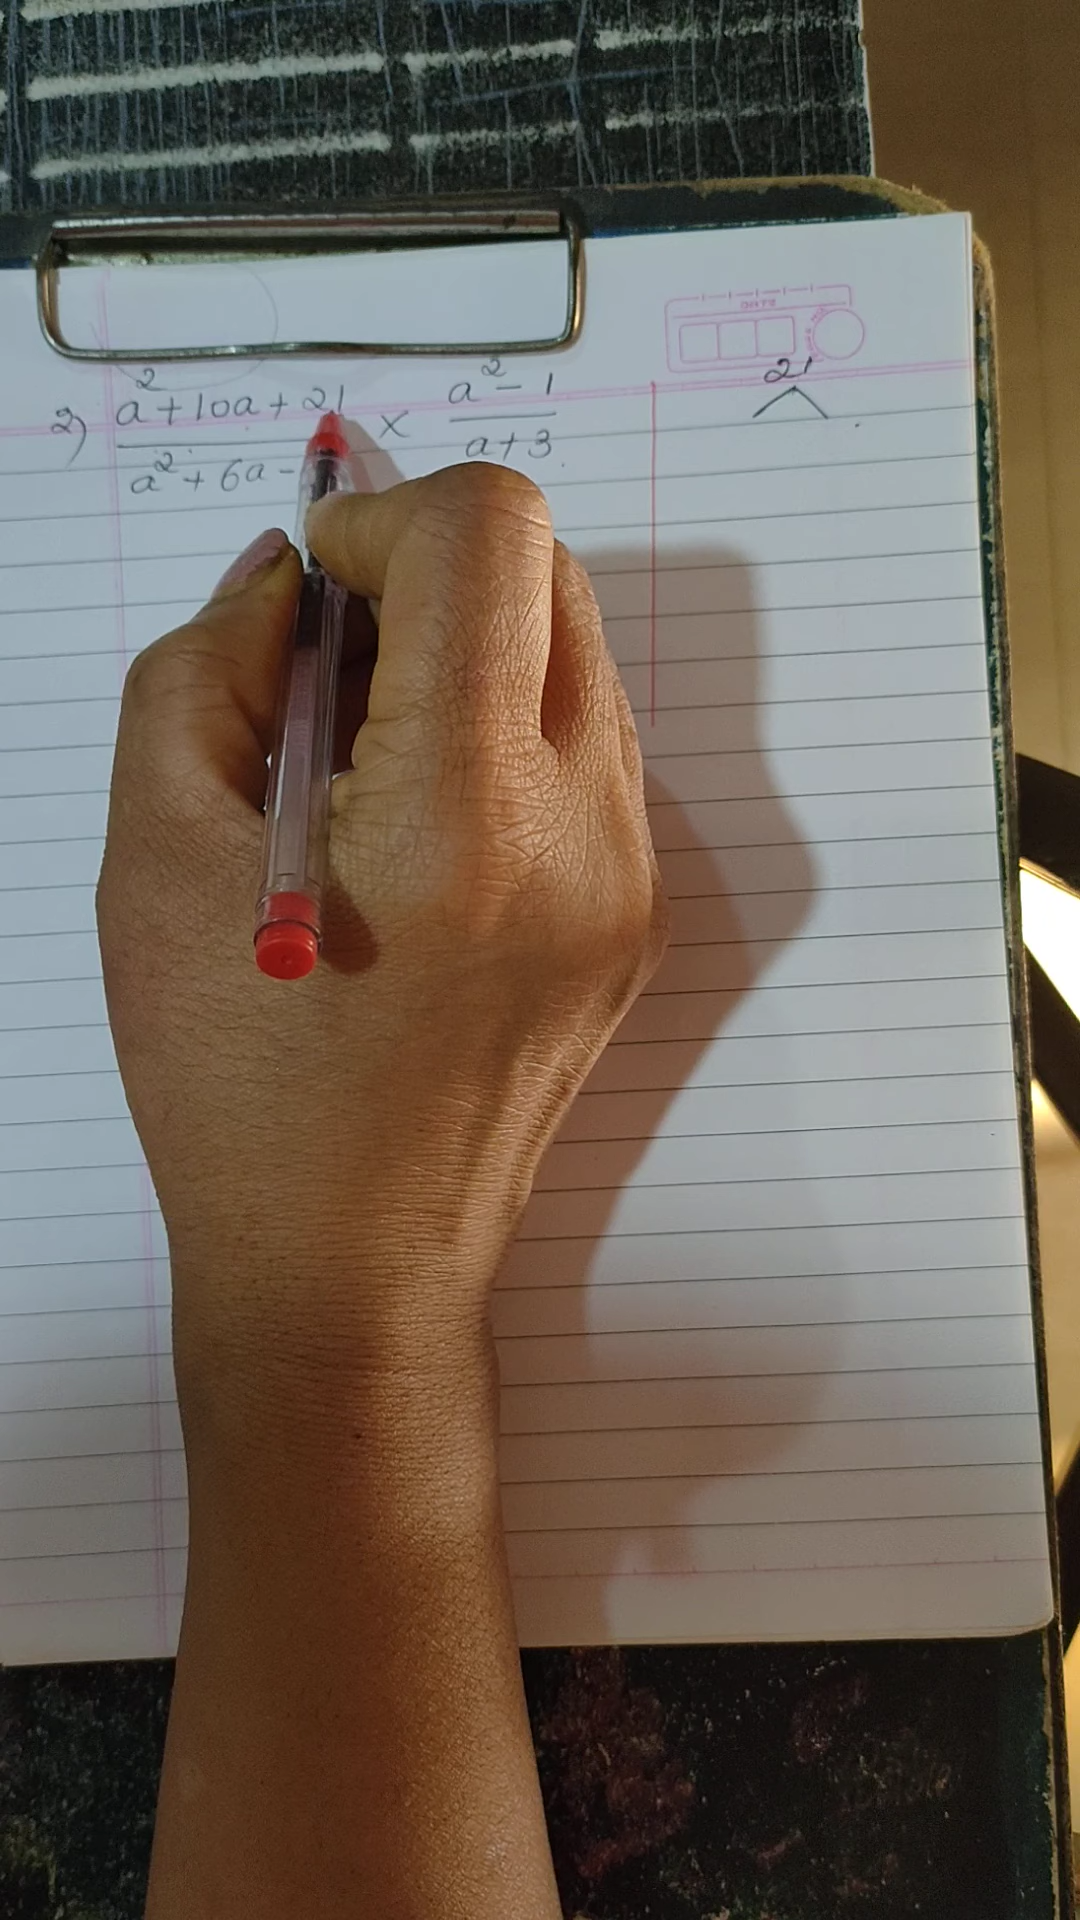 DATE
21
2) a²+10a+21 / a²+6a- × a²-1 / a+3